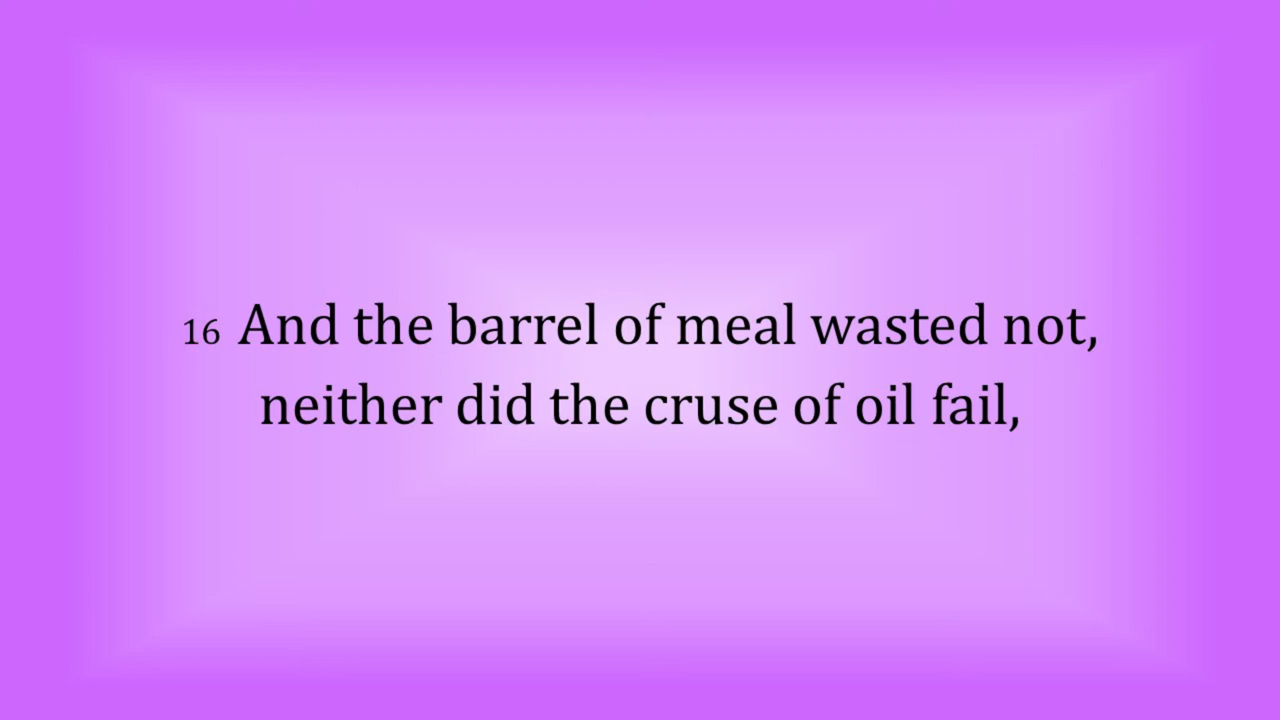 16 And the barrel of meal wasted not,
neither did the cruse of oil fail,